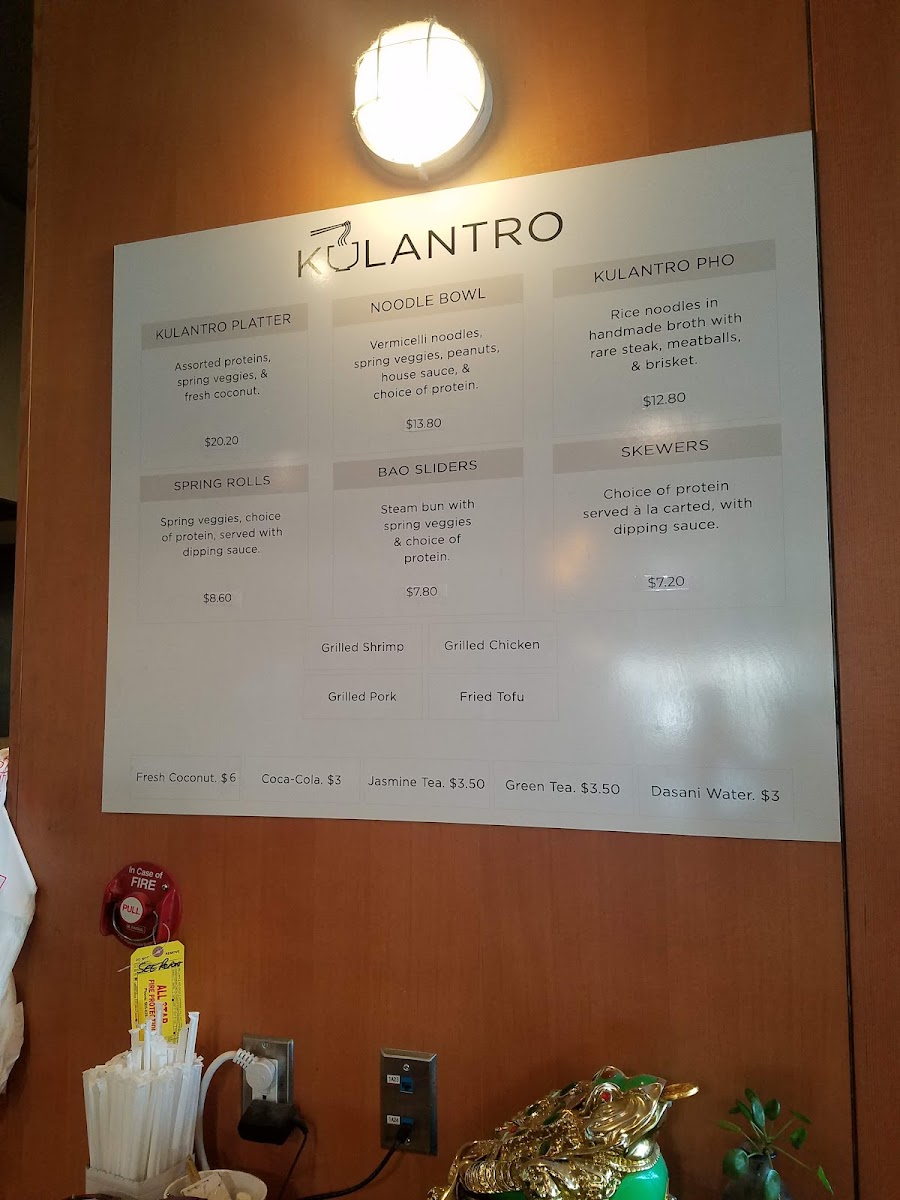 KULANTRO
KULANTRO PLATTER
Assorted proteins,
spring veggies, &
fresh coconut.
$20.20
NOODLE BOWL
Vermicelli noodles,
spring veggies, peanuts,
house sauce, &
choice of protein.
$13.80
KULANTRO PHO
Rice noodles in
handmade broth with
rare steak, meatballs,
& brisket.
$12.80
SPRING ROLLS
Spring veggies, choice
of protein, served with
dipping sauce.
$8.60
BAO SLIDERS
Steam bun with
spring veggies
& choice of
protein.
$7.80
SKEWERS
Choice of protein
served à la carted, with
dipping sauce.
$7.20
Grilled Shrimp
Grilled Chicken
Grilled Pork
Fried Tofu
Fresh Coconut. $6
Coca-Cola. $3
Jasmine Tea. $3.50
Green Tea. $3.50
Dasani Water. $3
In Case of
FIRE
PULL
ALL STAR
FIRE PROTECTION